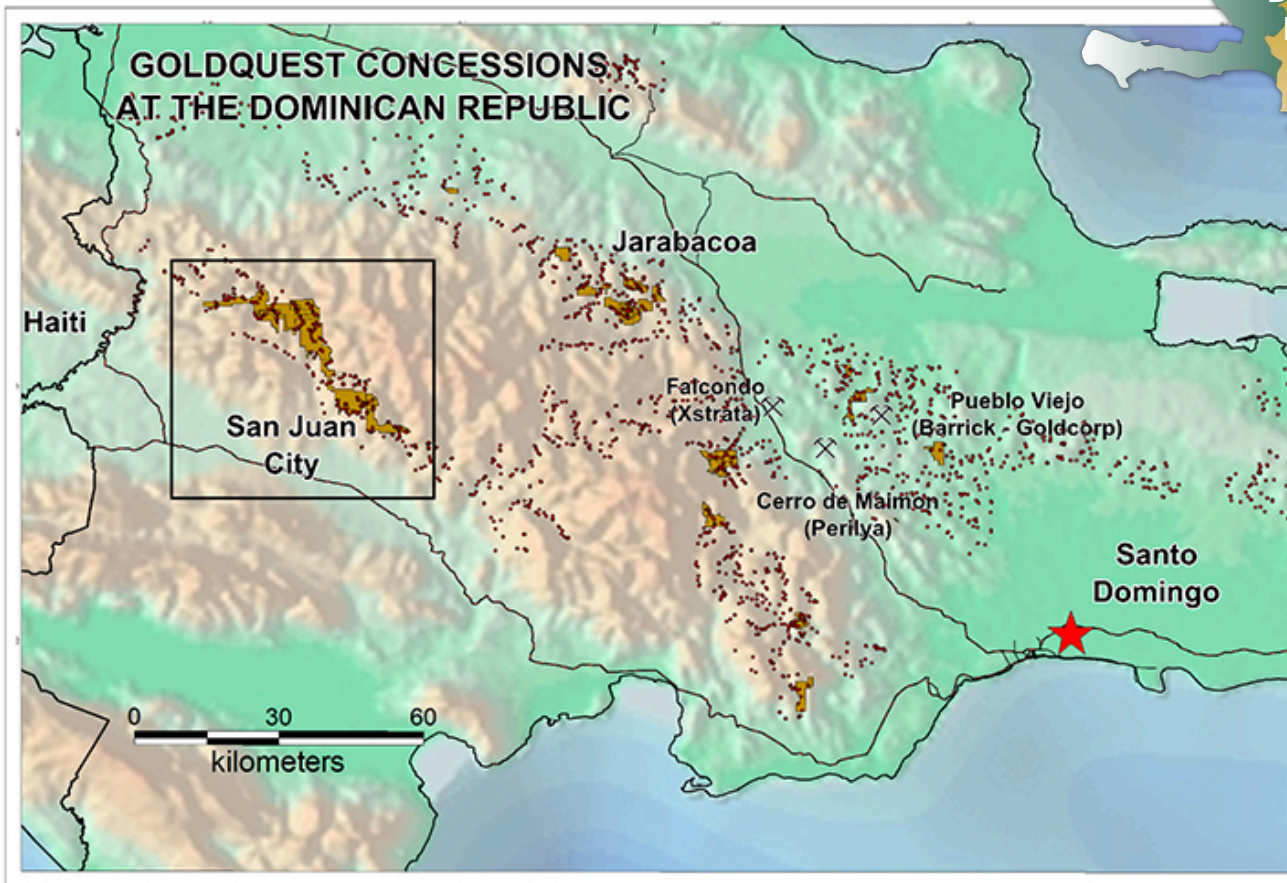 GOLDQUEST CONCESSIONS
AT THE DOMINICAN REPUBLIC
Jarabacoa
Haiti
Falcondo
(Xstrata)
Pueblo Viejo
(Barrick - Goldcorp)
San Juan
City
Cerro de Maimon
(Perilya)
Santo
Domingo
0 30 60
kilometers